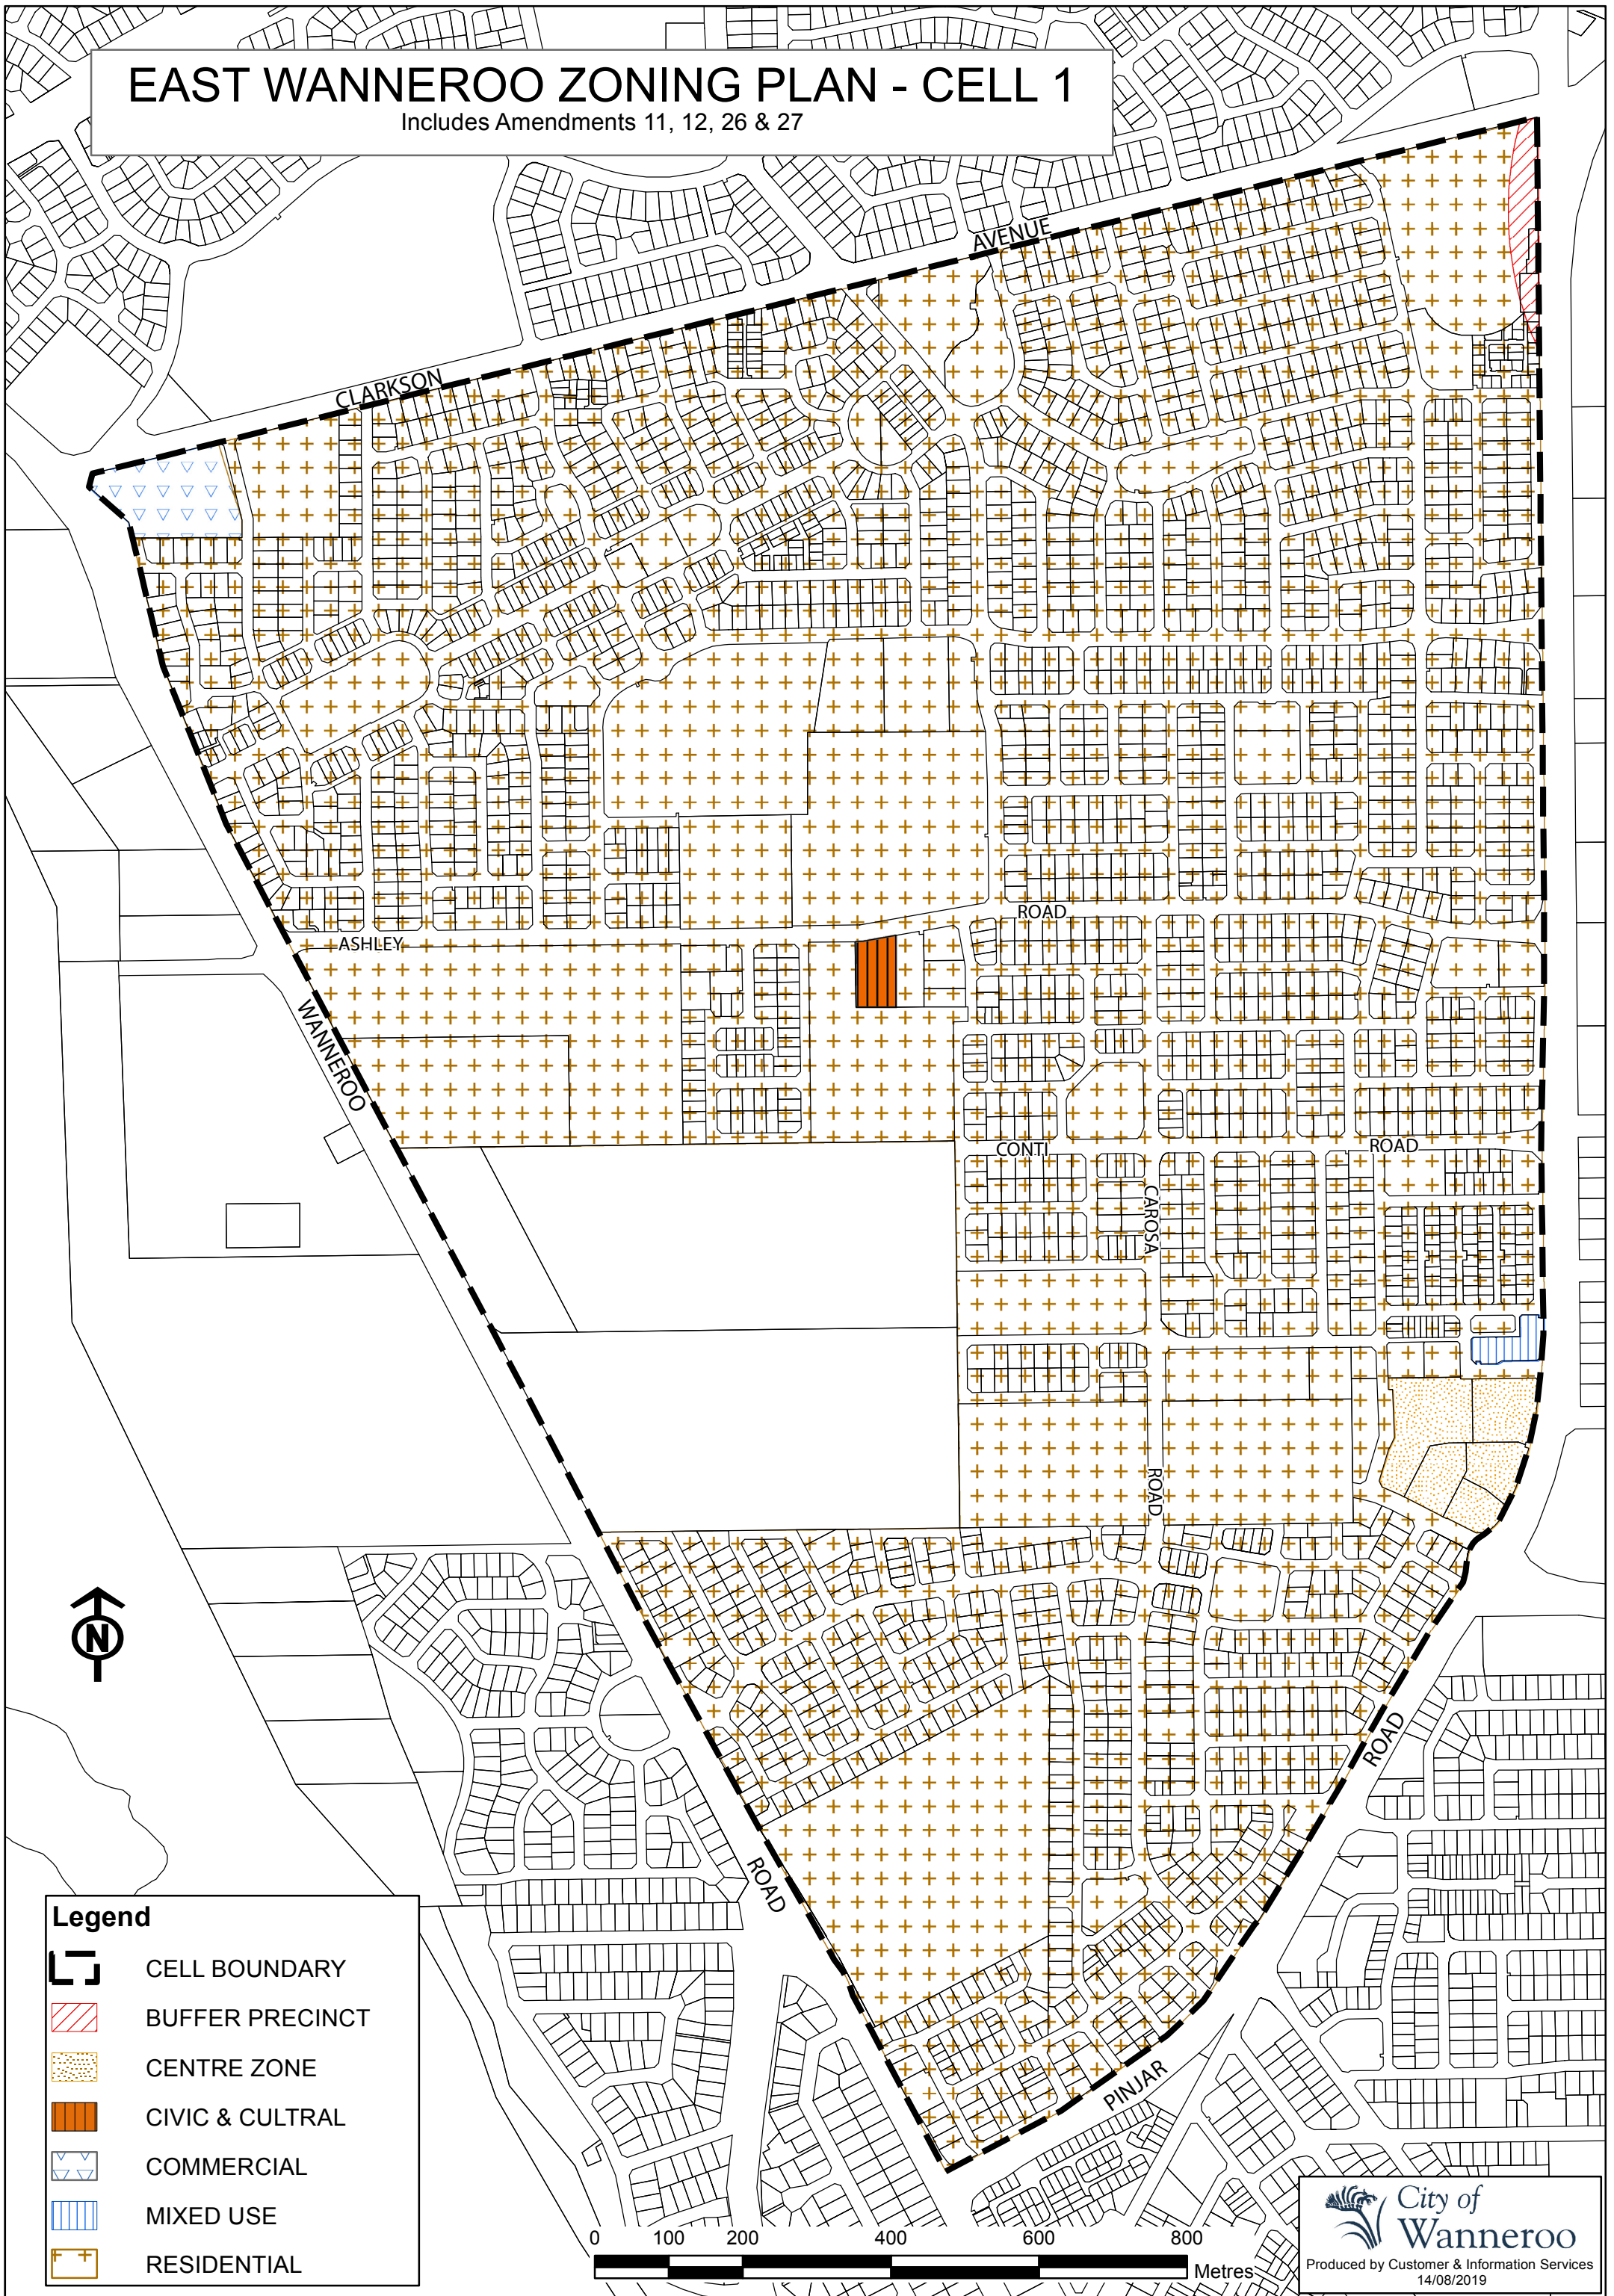 EAST WANNEROO ZONING PLAN - CELL 1
Includes Amendments 11, 12, 26 & 27
AVENUE
CLARKSON
ROAD
ASHLEY
WANNEROO
CONTI
ROAD
CAROSA
ROAD
ROAD
ROAD
PINJAR
N
Legend
CELL BOUNDARY
BUFFER PRECINCT
CENTRE ZONE
CIVIC & CULTRAL
COMMERCIAL
MIXED USE
RESIDENTIAL
0 100 200 400 600 800
Metres
City of
Wanneroo
Produced by Customer & Information Services
14/08/2019